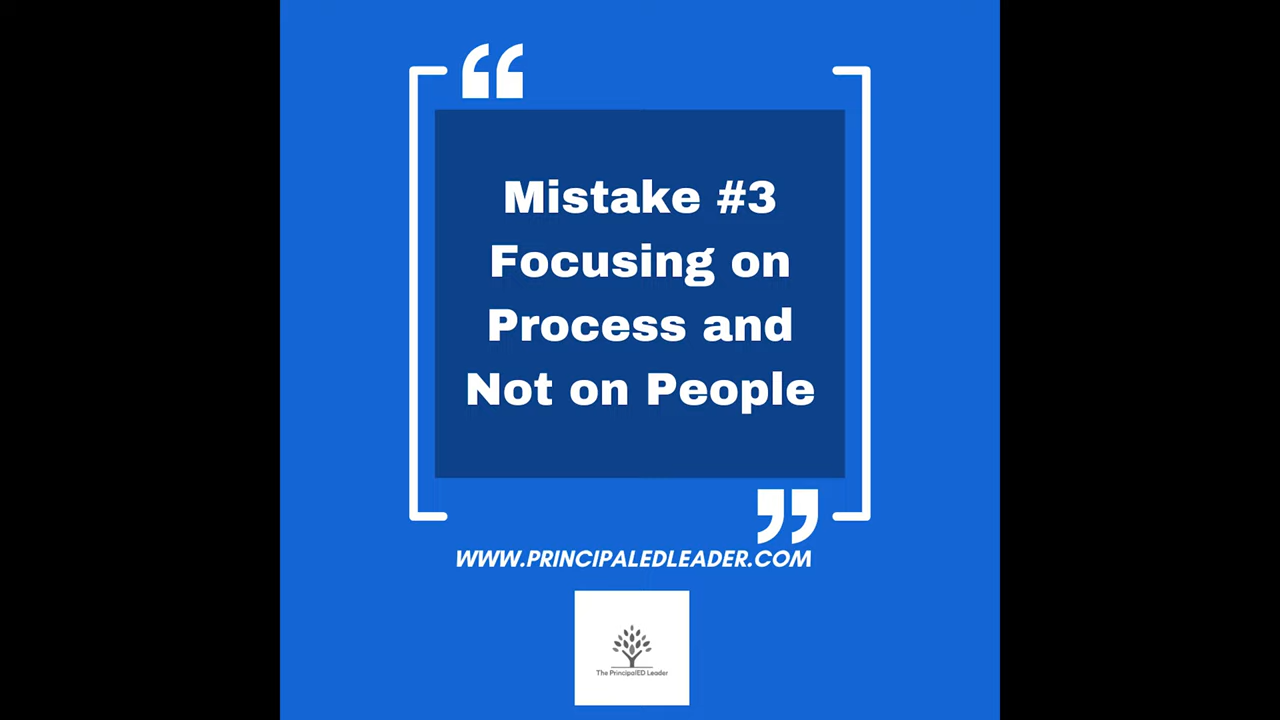 “
Mistake #3
Focusing on
Process and
Not on People
”
WWW.PRINCIPALEDLEADER.COM
The PrincipalED Leader